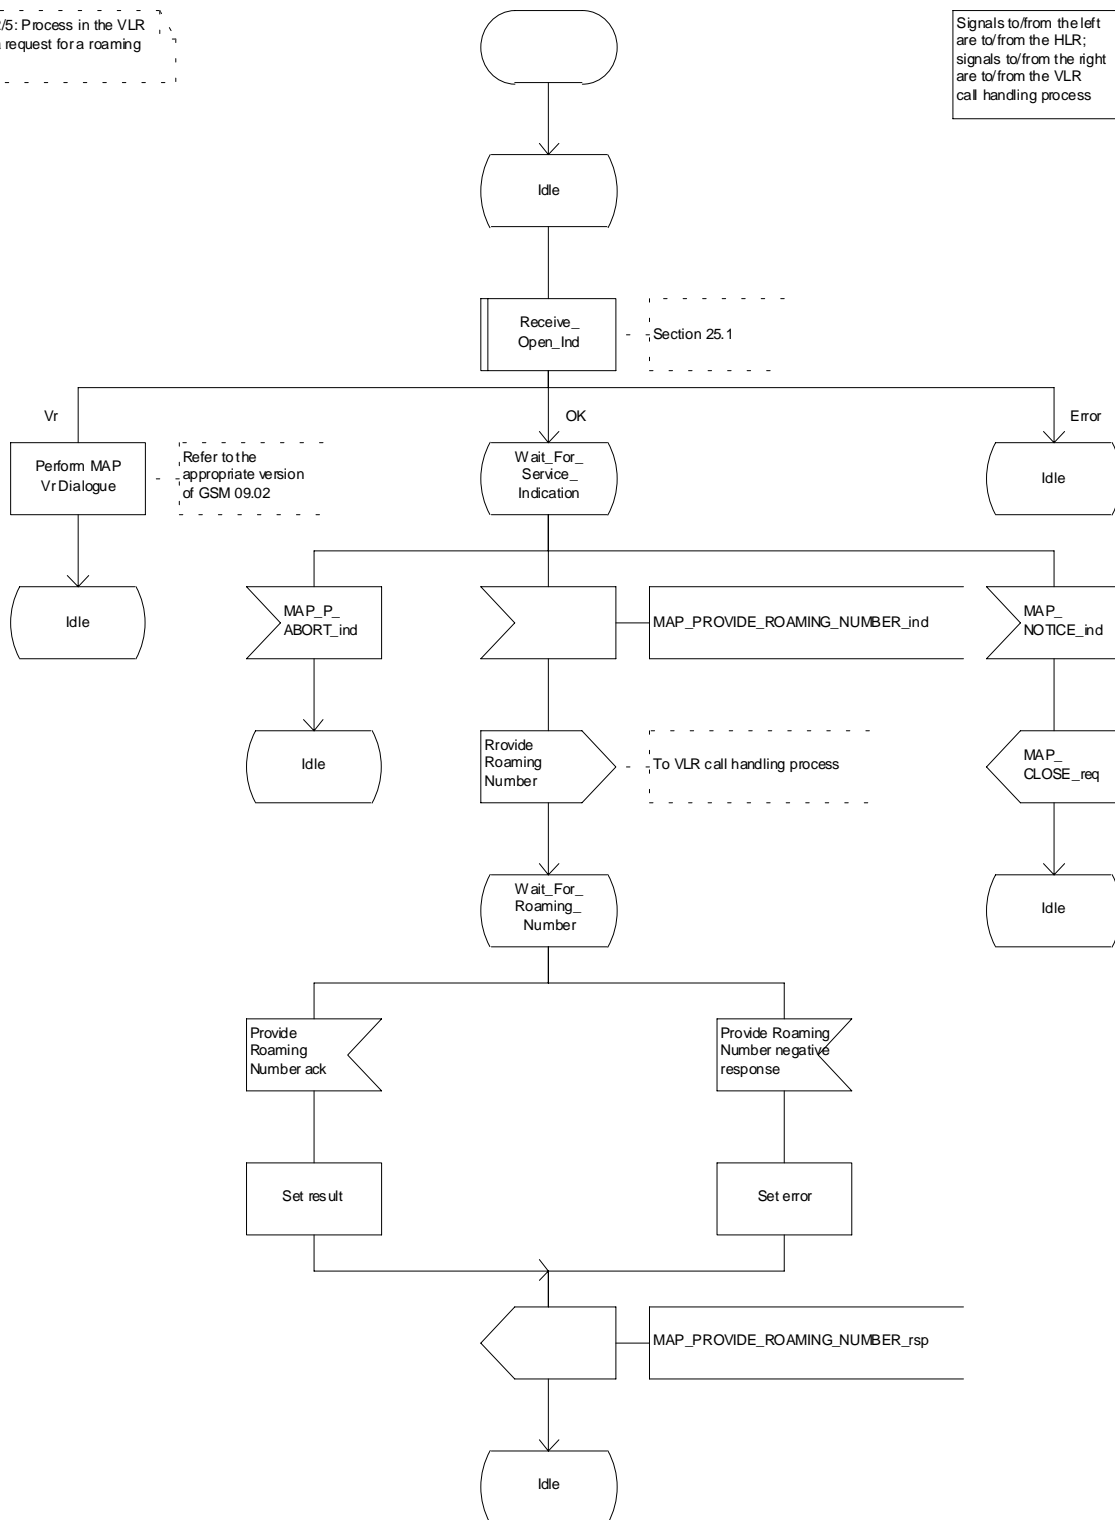 2/5: Process in the VLR
request for a roaming
Signals to/from the left
are to/from the HLR;
signals to/from the right
are to/from the VLR
call handling process
Idle
Receive_
Open_Ind
Section 25.1
Vr
OK
Error
Perform MAP
Vr Dialogue
Refer to the
appropriate version
of GSM 09.02
Wait_For_
Service_
Indication
Idle
Idle
MAP_P_
ABORT_ind
MAP_PROVIDE_ROAMING_NUMBER_ind
MAP_
NOTICE_ind
Idle
Rrovide
Roaming
Number
To VLR call handling process
MAP_
CLOSE_req
Wait_For_
Roaming_
Number
Idle
Provide
Roaming
Number ack
Provide Roaming
Number negative
response
Set result
Set error
MAP_PROVIDE_ROAMING_NUMBER_rsp
Idle